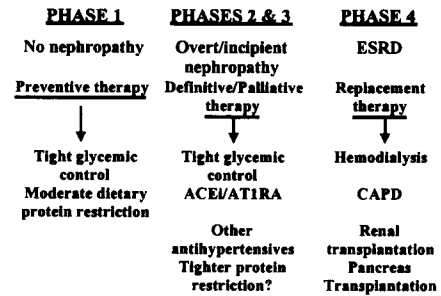 PHASE 1
No nephropathy
Preventive therapy
Tight glycemic
control
Moderate dietary
protein restriction
PHASES 2 & 3
Overt/incipient
nephropathy
Definitive/Palliative
therapy
Tight glycemic
control
ACEi/AT1RA
Other
antihypertensives
Tighter protein
restriction?
PHASE 4
ESRD
Replacement
therapy
Hemodialysis
CAPD
Renal
transplantation
Pancreas
Transplantation